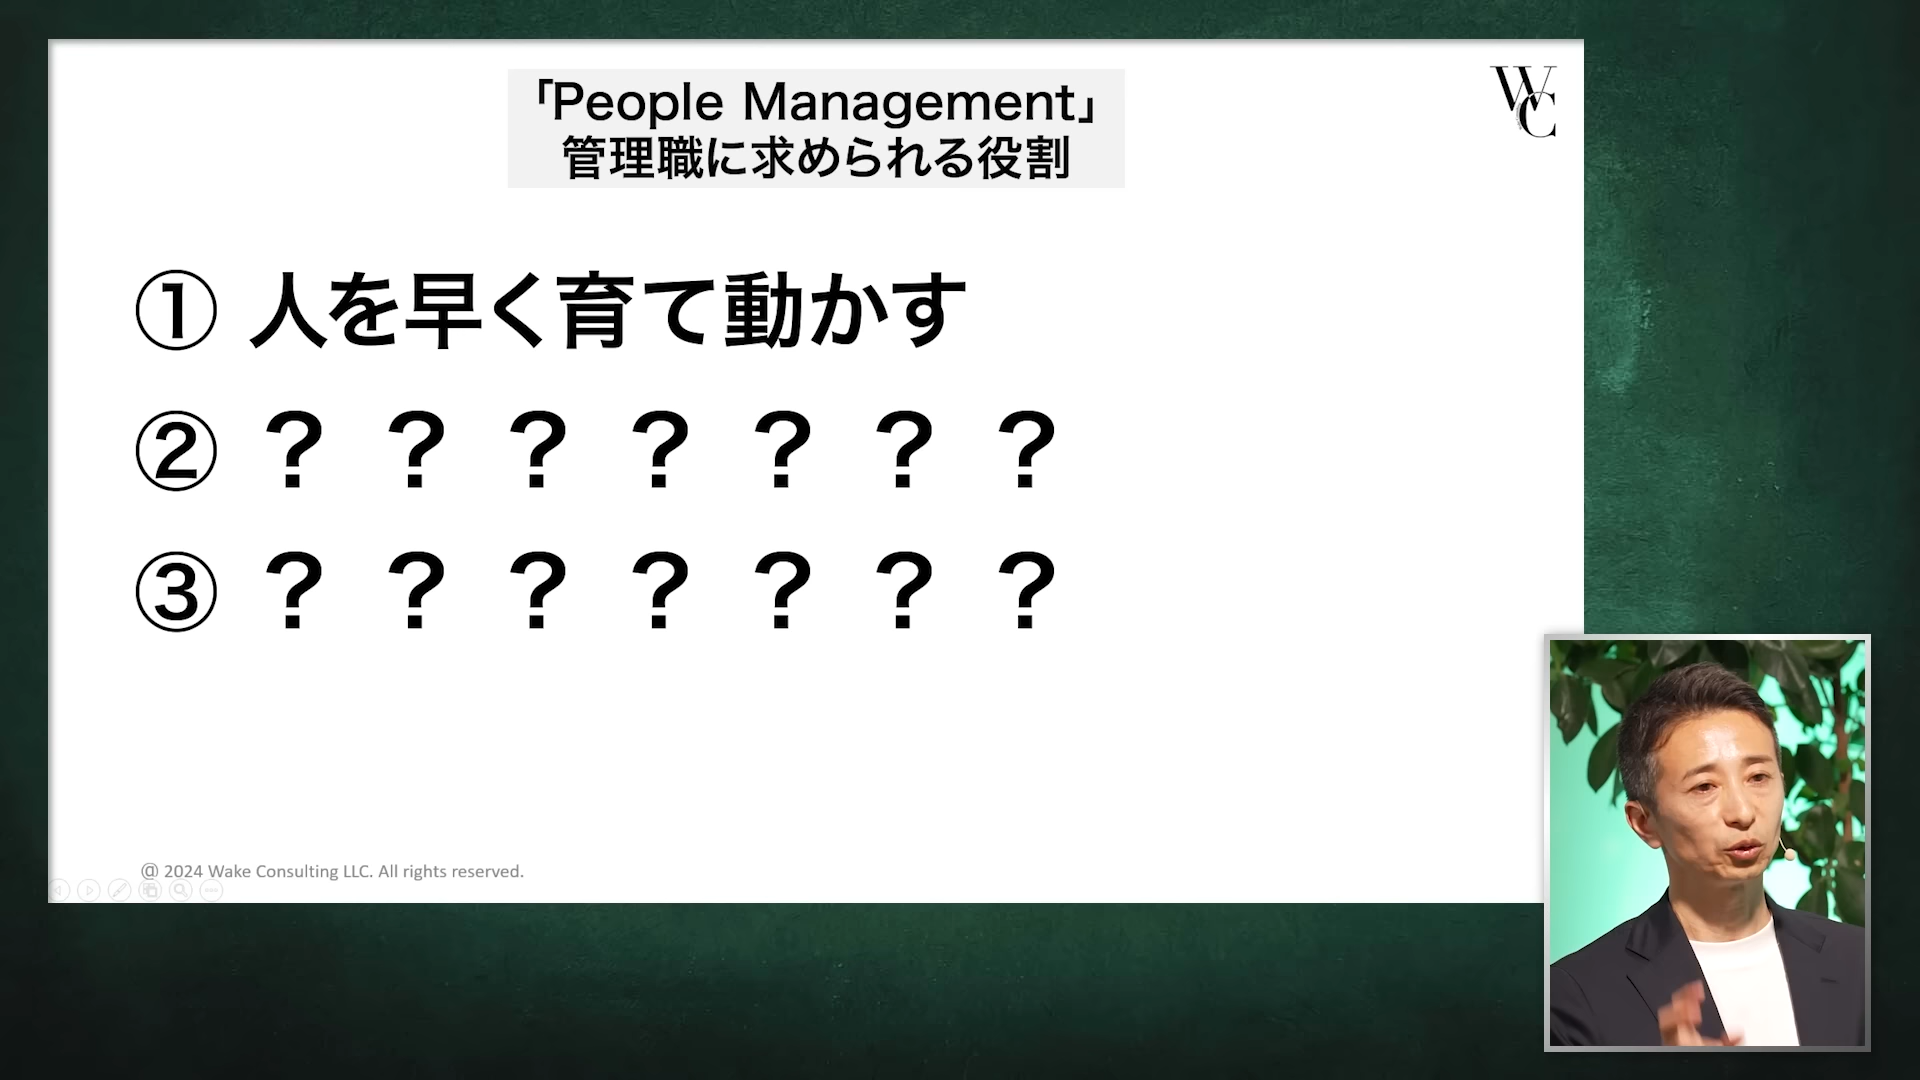 「People Management」
管理職に求められる役割
WC
① 人を早く育て動かす
② ? ? ? ? ? ? ?
③ ? ? ? ? ? ? ?
@ 2024 Wake Consulting LLC. All rights reserved.